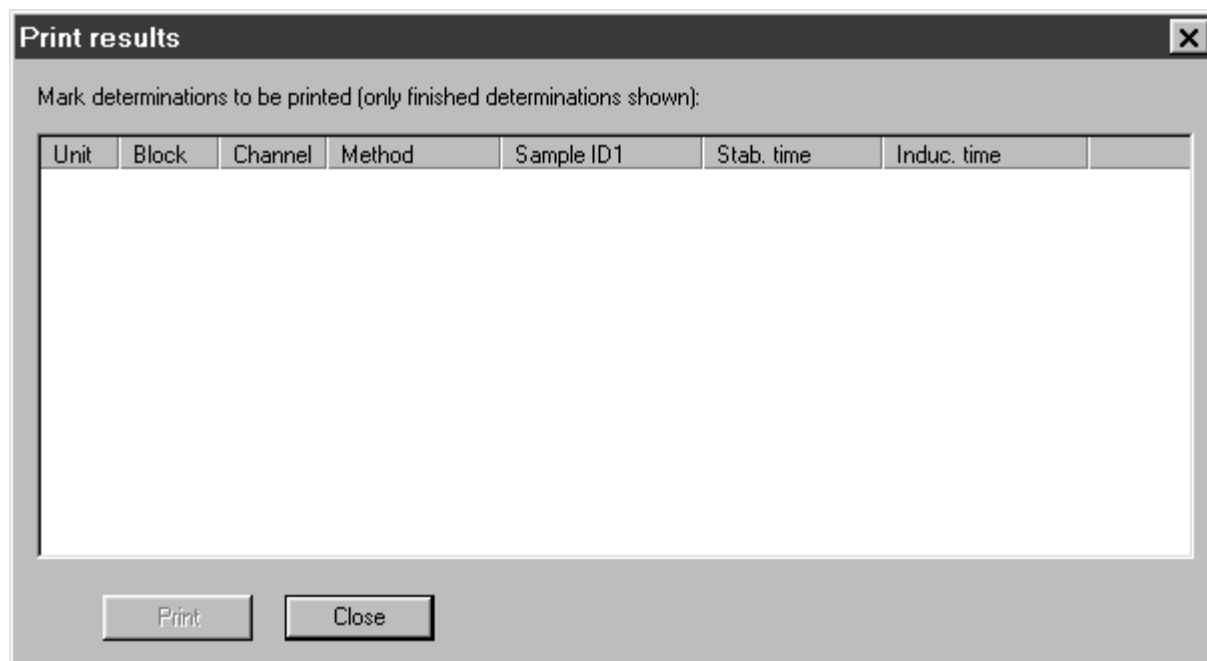 Print results
Mark determinations to be printed (only finished determinations shown):
Unit Block Channel Method Sample ID1 Stab. time Induc. time
Print Close